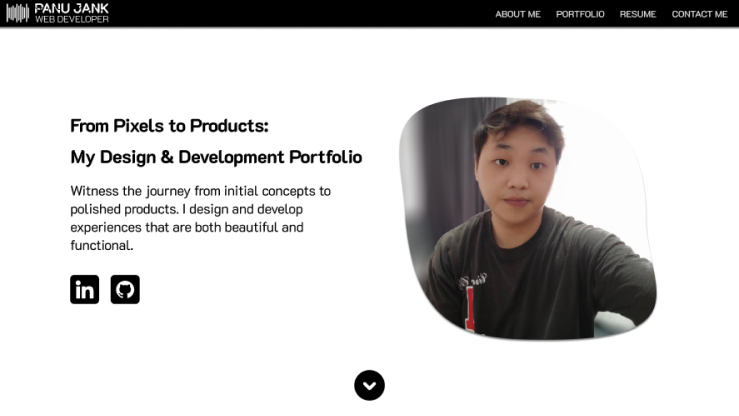 PANU JANK
WEB DEVELOPER
ABOUT ME PORTFOLIO RESUME CONTACT ME
From Pixels to Products:
My Design & Development Portfolio
Witness the journey from initial concepts to
polished products. I design and develop
experiences that are both beautiful and
functional.
in